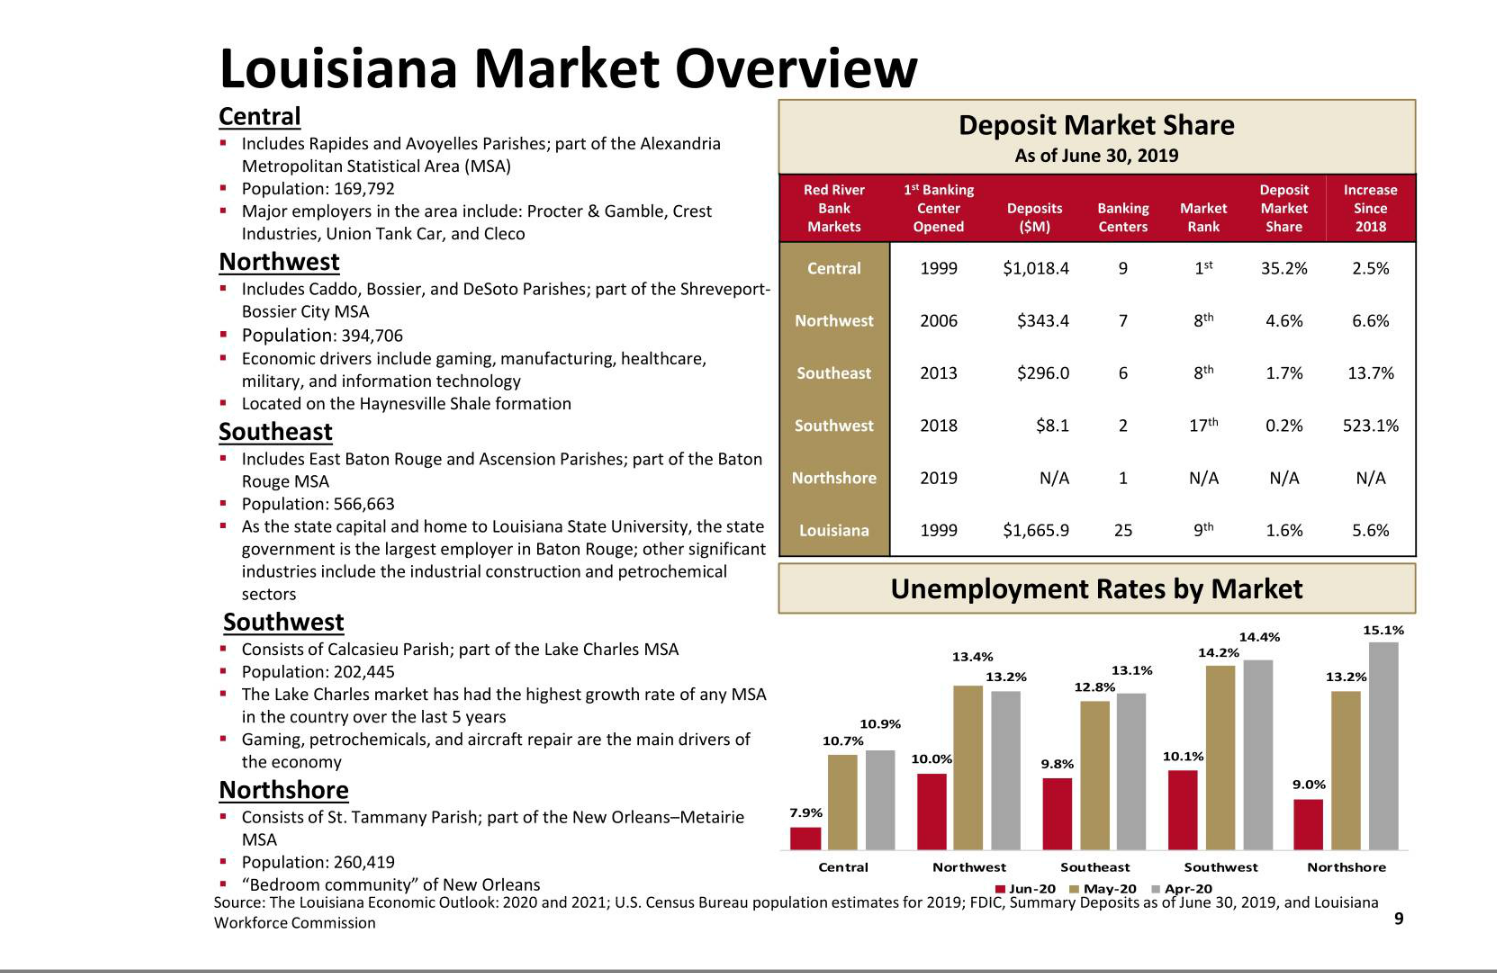 Louisiana Market Overview
Central
▪ Includes Rapides and Avoyelles Parishes; part of the Alexandria
Metropolitan Statistical Area (MSA)
▪ Population: 169,792
▪ Major employers in the area include: Procter & Gamble, Crest
Industries, Union Tank Car, and Cleco
Northwest
▪ Includes Caddo, Bossier, and DeSoto Parishes; part of the Shreveport-
Bossier City MSA
▪ Population: 394,706
▪ Economic drivers include gaming, manufacturing, healthcare,
military, and information technology
▪ Located on the Haynesville Shale formation
Southeast
▪ Includes East Baton Rouge and Ascension Parishes; part of the Baton
Rouge MSA
▪ Population: 566,663
▪ As the state capital and home to Louisiana State University, the state
government is the largest employer in Baton Rouge; other significant
industries include the industrial construction and petrochemical
sectors
Southwest
▪ Consists of Calcasieu Parish; part of the Lake Charles MSA
▪ Population: 202,445
▪ The Lake Charles market has had the highest growth rate of any MSA
in the country over the last 5 years
▪ Gaming, petrochemicals, and aircraft repair are the main drivers of
the economy
Northshore
▪ Consists of St. Tammany Parish; part of the New Orleans–Metairie
MSA
▪ Population: 260,419
▪ “Bedroom community” of New Orleans
Deposit Market Share
As of June 30, 2019
Red River 1st Banking Deposit Increase
Bank Center Deposits Banking Market Market Since
Markets Opened ($M) Centers Rank Share 2018
Central 1999 $1,018.4 9 1st 35.2% 2.5%
Northwest 2006 $343.4 7 8th 4.6% 6.6%
Southeast 2013 $296.0 6 8th 1.7% 13.7%
Southwest 2018 $8.1 2 17th 0.2% 523.1%
Northshore 2019 N/A 1 N/A N/A N/A
Louisiana 1999 $1,665.9 25 9th 1.6% 5.6%
Unemployment Rates by Market
7.9% 10.7% 10.9%
10.0% 13.4% 13.2%
9.8% 12.8% 13.1%
10.1% 14.2% 14.4%
9.0% 13.2% 15.1%
Central Northwest Southeast Southwest Northshore
Jun-20 May-20 Apr-20
Source: The Louisiana Economic Outlook: 2020 and 2021; U.S. Census Bureau population estimates for 2019; FDIC, Summary Deposits as of June 30, 2019, and Louisiana
Workforce Commission
9